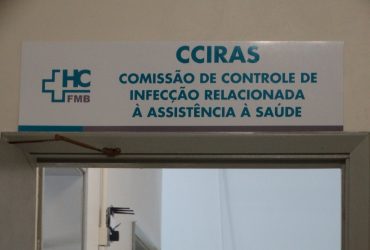 CCIRAS
HC
FMB
COMISSÃO DE CONTROLE DE
INFECÇÃO RELACIONADA
À ASSISTÊNCIA À SAÚDE